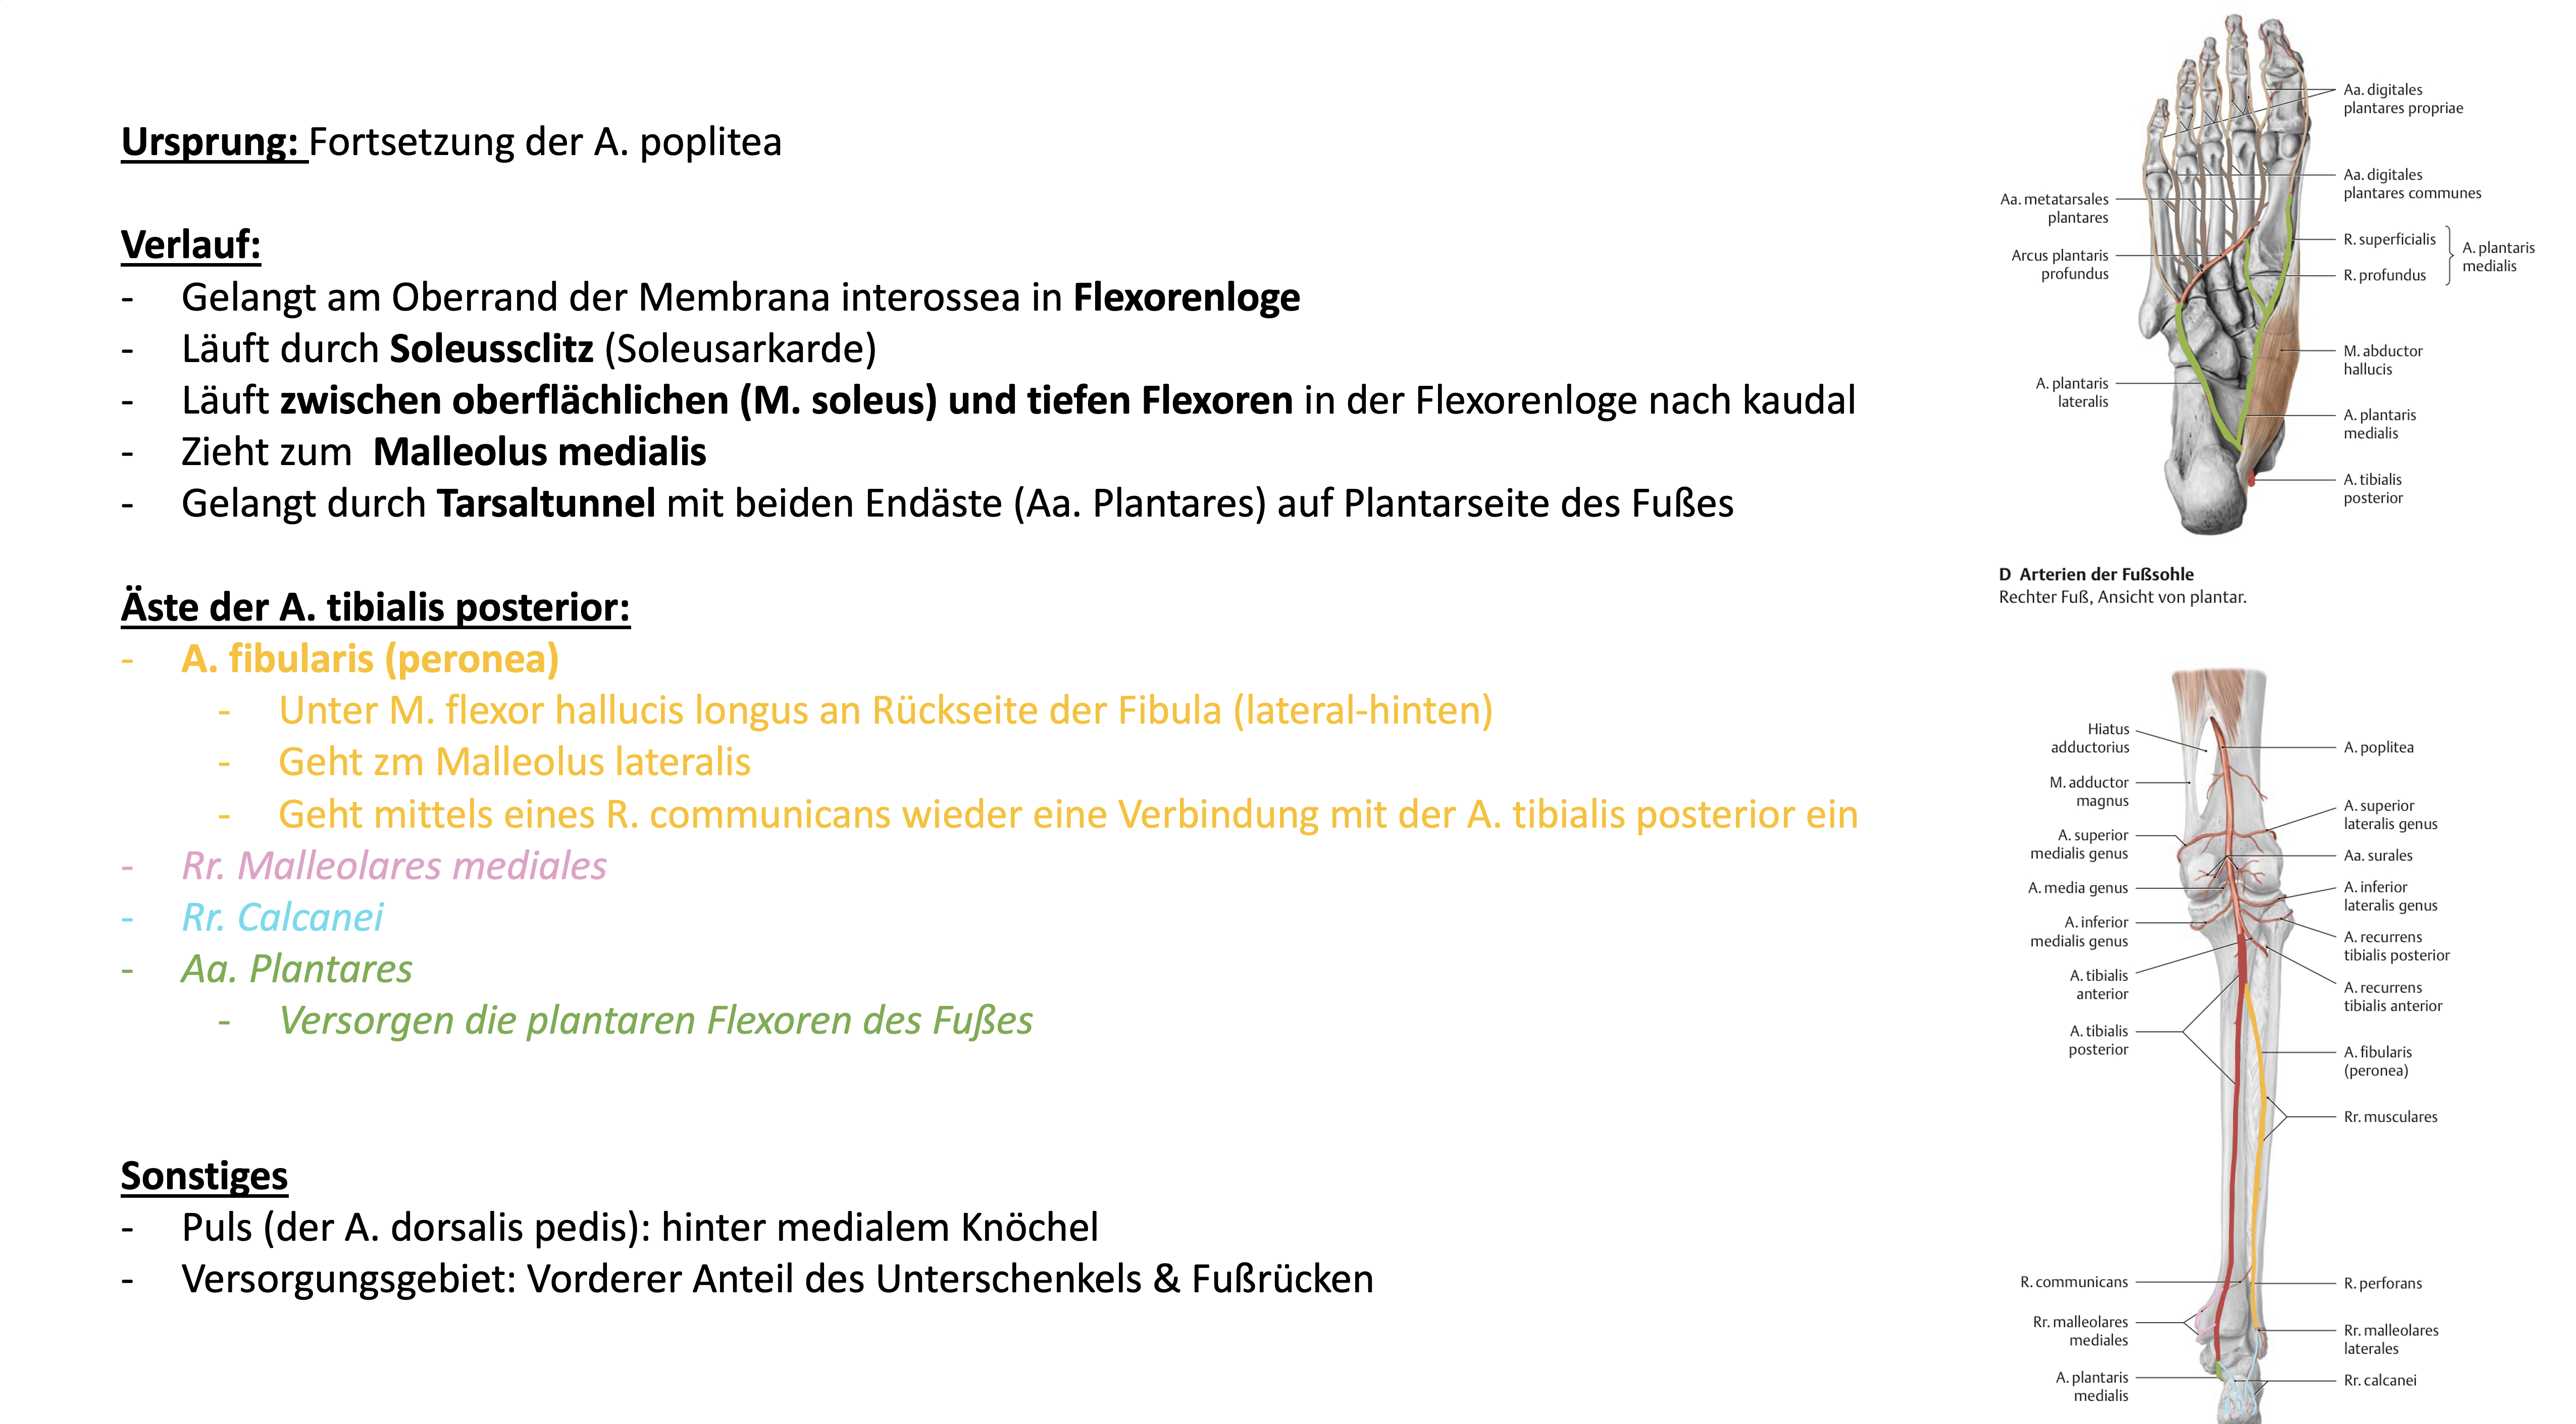 Ursprung: Fortsetzung der A. poplitea
Verlauf:
- Gelangt am Oberrand der Membrana interossea in Flexorenloge
- Läuft durch Soleussclitz (Soleusarkarde)
- Läuft zwischen oberflächlichen (M. soleus) und tiefen Flexoren in der Flexorenloge nach kaudal
- Zieht zum Malleolus medialis
- Gelangt durch Tarsaltunnel mit beiden Endäste (Aa. Plantares) auf Plantarseite des Fußes
Äste der A. tibialis posterior:
- A. fibularis (peronea)
- Unter M. flexor hallucis longus an Rückseite der Fibula (lateral-hinten)
- Geht zm Malleolus lateralis
- Geht mittels eines R. communicans wieder eine Verbindung mit der A. tibialis posterior ein
- Rr. Malleolares mediales
- Rr. Calcanei
- Aa. Plantares
- Versorgen die plantaren Flexoren des Fußes
Sonstiges
- Puls (der A. dorsalis pedis): hinter medialem Knöchel
- Versorgungsgebiet: Vorderer Anteil des Unterschenkels & Fußrücken
Aa. metatarsales
plantares
Arcus plantaris
profundus
A. plantaris
lateralis
Aa. digitales
plantares propriae
Aa. digitales
plantares communes
R. superficialis
R. profundus
A. plantaris
medialis
M. abductor
hallucis
A. plantaris
medialis
A. tibialis
posterior
D Arterien der Fußsohle
Rechter Fuß, Ansicht von plantar.
Hiatus
adductorius
M. adductor
magnus
A. superior
medialis genus
A. media genus
A. inferior
medialis genus
A. tibialis
anterior
A. tibialis
posterior
R. communicans
Rr. malleolares
mediales
A. plantaris
medialis
A. poplitea
A. superior
lateralis genus
Aa. surales
A. inferior
lateralis genus
A. recurrens
tibialis posterior
A. recurrens
tibialis anterior
A. fibularis
(peronea)
Rr. musculares
R. perforans
Rr. malleolares
laterales
Rr. calcanei